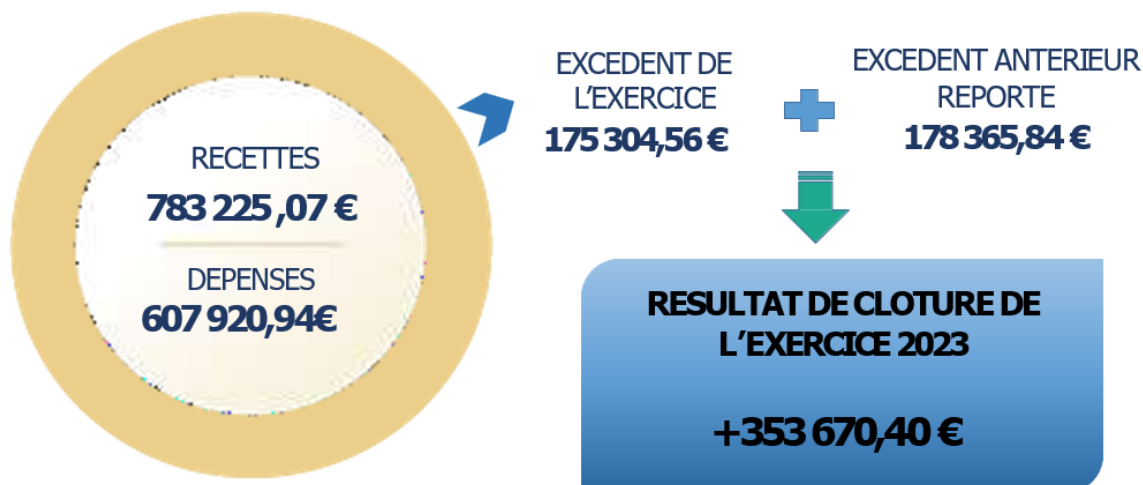 RECETTES
783 225 ,07 €
DEPENSES
607 920,94€
EXCEDENT DE
L’EXERCICE
175 304,56 €
EXCEDENT ANTERIEUR
REPORTE
178 365,84 €
RESULTAT DE CLOTURE DE
L’EXERCICE 2023
+353 670,40 €